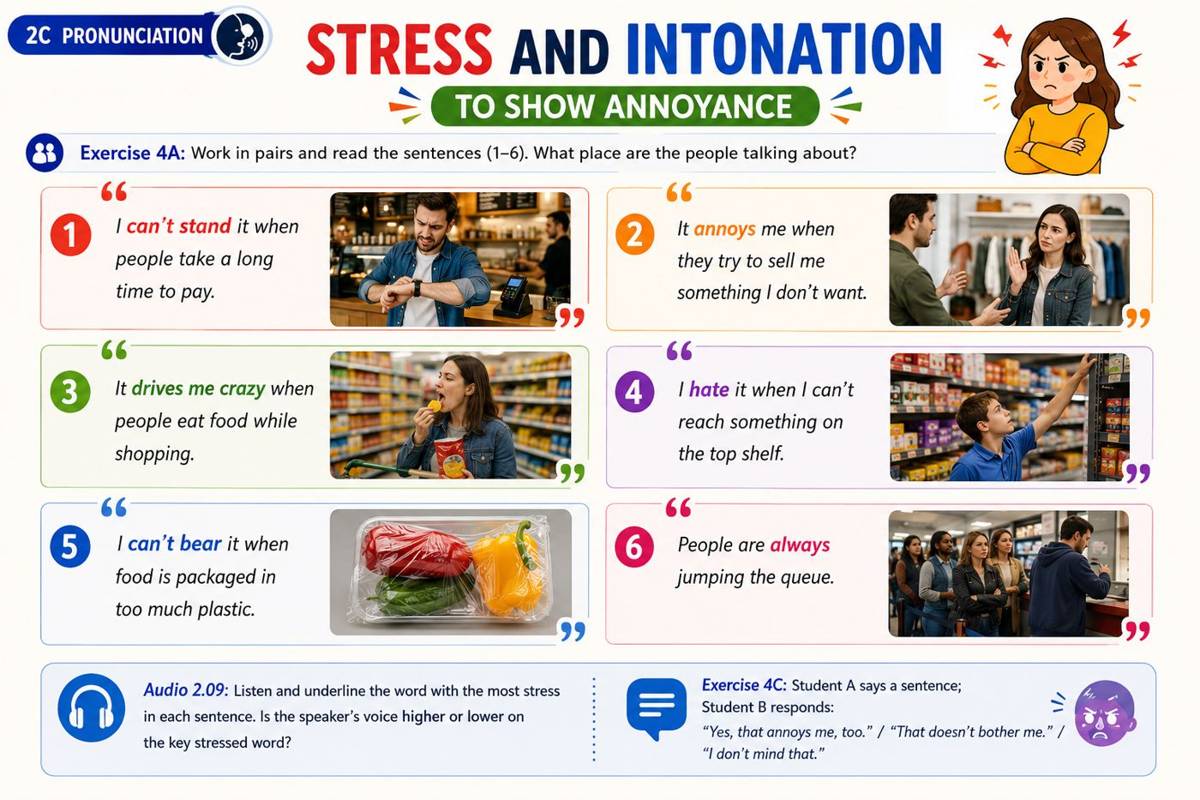 2C PRONUNCIATION
STRESS AND INTONATION
TO SHOW ANNOYANCE
Exercise 4A: Work in pairs and read the sentences (1–6). What place are the people talking about?
1
“
I can’t stand it when
people take a long
time to pay.
”
2
“
It annoys me when
they try to sell me
something I don’t want.
”
3
“
It drives me crazy when
people eat food while
shopping.
”
4
“
I hate it when I can’t
reach something on
the top shelf.
”
5
“
I can’t bear it when
food is packaged in
too much plastic.
”
6
“
People are always
jumping the queue.
”
Audio 2.09: Listen and underline the word with the most stress
in each sentence. Is the speaker’s voice higher or lower on
the key stressed word?
Exercise 4C: Student A says a sentence;
Student B responds:
“Yes, that annoys me, too.” / “That doesn’t bother me.” /
“I don’t mind that.”